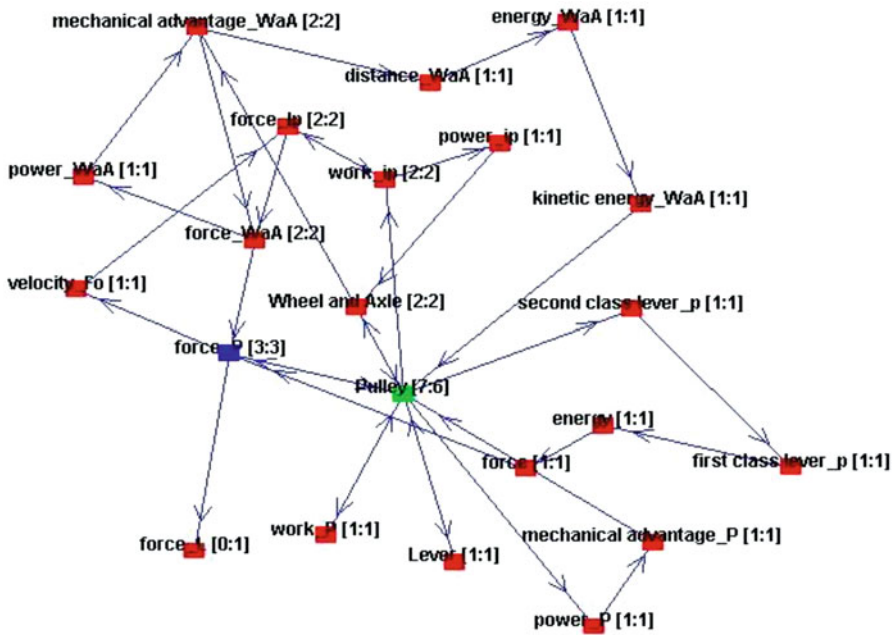 mechanical advantage_WaA [2:2]
energy_WaA [1:1]
distance_WaA [1:1]
force_Ip [2:2]
power_ip [1:1]
power_WaA [1:1]
work_ip [2:2]
kinetic energy_WaA [1:1]
force_WaA [2:2]
velocity_Fo [1:1]
Wheel and Axle [2:2]
second class lever_p [1:1]
force_P [3:3]
Pulley [7:6]
energy [1:1]
force [1:1]
first class lever_p [1:1]
work_P [1:1]
mechanical advantage_P [1:1]
force_L [0:1]
Lever [1:1]
power_P [1:1]